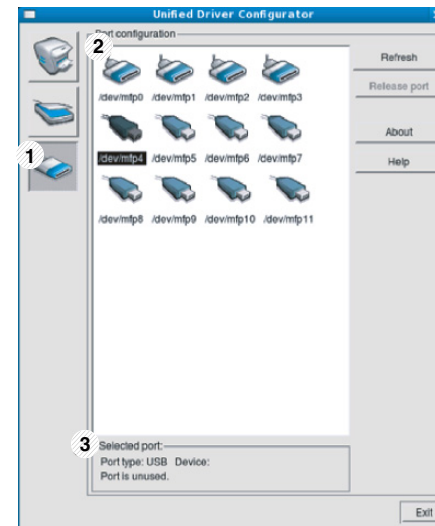 Unified Driver Configurator
2
Port configuration
Refresh
Release port
About
Help
/dev/mfp0 /dev/mfp1 /dev/mfp2 /dev/mfp3
1
/dev/mfp4 /dev/mfp5 /dev/mfp6 /dev/mfp7
/dev/mfp8 /dev/mfp9 /dev/mfp10 /dev/mfp11
3
Selected port:
Port type: USB Device:
Port is unused.
Exit